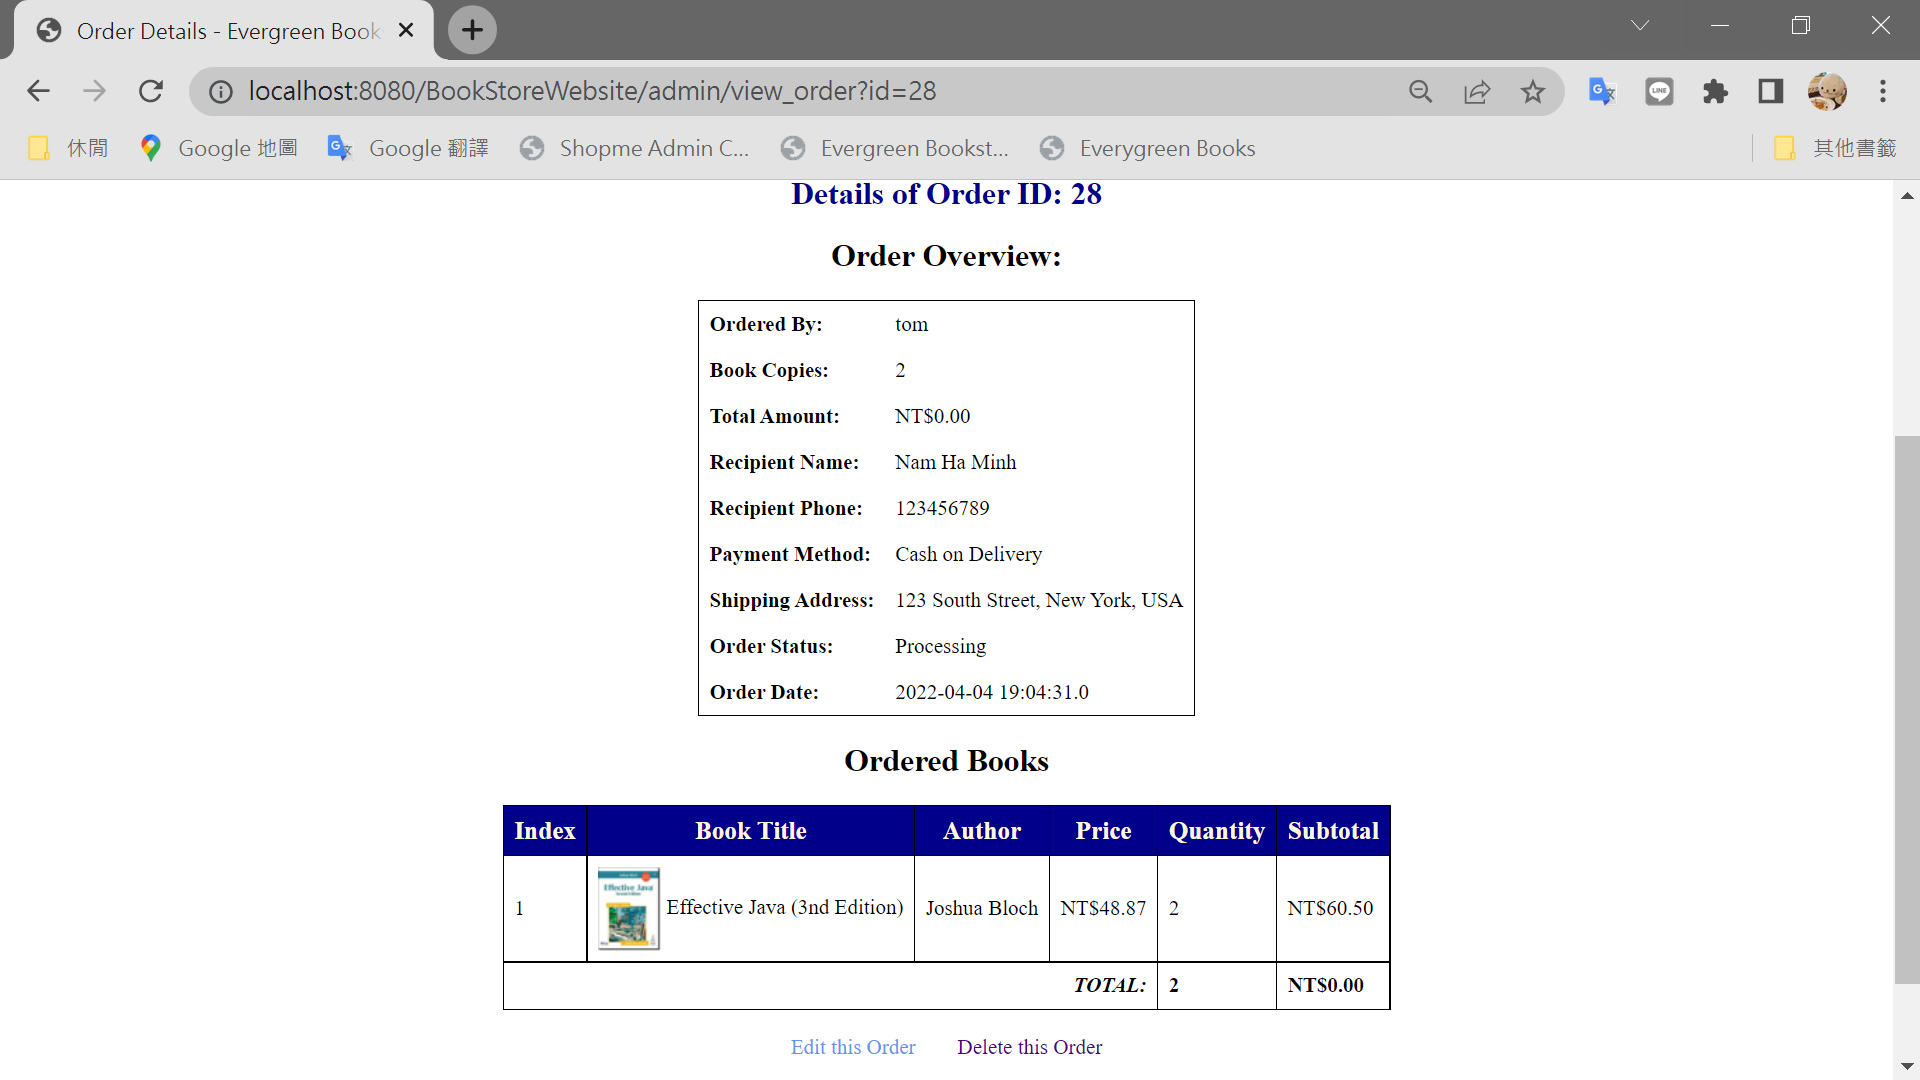 Order Details - Evergreen Book
localhost:8080/BookStoreWebsite/admin/view_order?id=28
休閒 Google 地圖 Google 翻譯 Shopme Admin C... Evergreen Bookst... Everygreen Books 其他書籤
Details of Order ID: 28
Order Overview:
Ordered By: tom
Book Copies: 2
Total Amount: NT$0.00
Recipient Name: Nam Ha Minh
Recipient Phone: 123456789
Payment Method: Cash on Delivery
Shipping Address: 123 South Street, New York, USA
Order Status: Processing
Order Date: 2022-04-04 19:04:31.0
Ordered Books
Index Book Title Author Price Quantity Subtotal
1 Effective Java (3nd Edition) Joshua Bloch NT$48.87 2 NT$60.50
Effective Java
TOTAL: 2 NT$0.00
Edit this Order Delete this Order